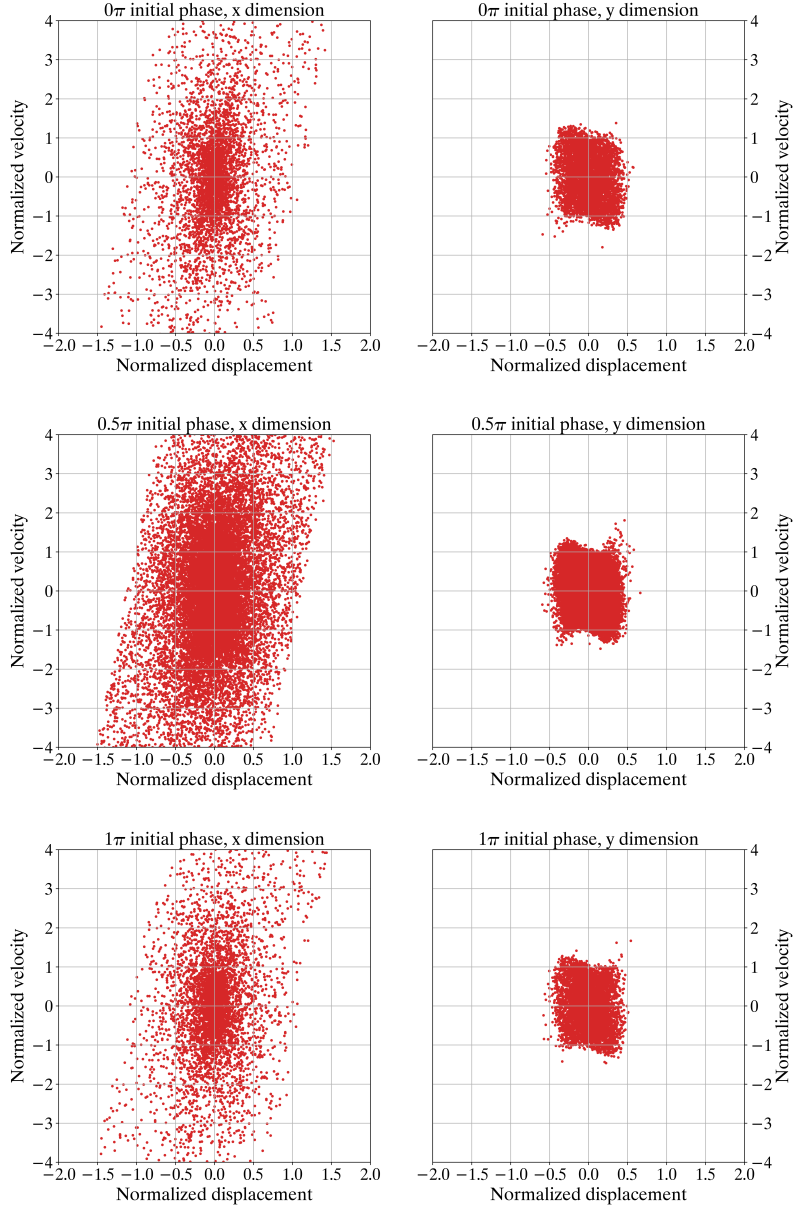 0π initial phase, x dimension
0π initial phase, y dimension
4
3
2
1
0
−1
−2
−3
−4
Normalized velocity
4
3
2
1
0
−1
−2
−3
−4
Normalized velocity
−2.0 −1.5 −1.0 −0.5 0.0 0.5 1.0 1.5 2.0
Normalized displacement
−2.0 −1.5 −1.0 −0.5 0.0 0.5 1.0 1.5 2.0
Normalized displacement
0.5π initial phase, x dimension
0.5π initial phase, y dimension
4
3
2
1
0
−1
−2
−3
−4
Normalized velocity
4
3
2
1
0
−1
−2
−3
−4
Normalized velocity
−2.0 −1.5 −1.0 −0.5 0.0 0.5 1.0 1.5 2.0
Normalized displacement
−2.0 −1.5 −1.0 −0.5 0.0 0.5 1.0 1.5 2.0
Normalized displacement
1π initial phase, x dimension
1π initial phase, y dimension
4
3
2
1
0
−1
−2
−3
−4
Normalized velocity
4
3
2
1
0
−1
−2
−3
−4
Normalized velocity
−2.0 −1.5 −1.0 −0.5 0.0 0.5 1.0 1.5 2.0
Normalized displacement
−2.0 −1.5 −1.0 −0.5 0.0 0.5 1.0 1.5 2.0
Normalized displacement